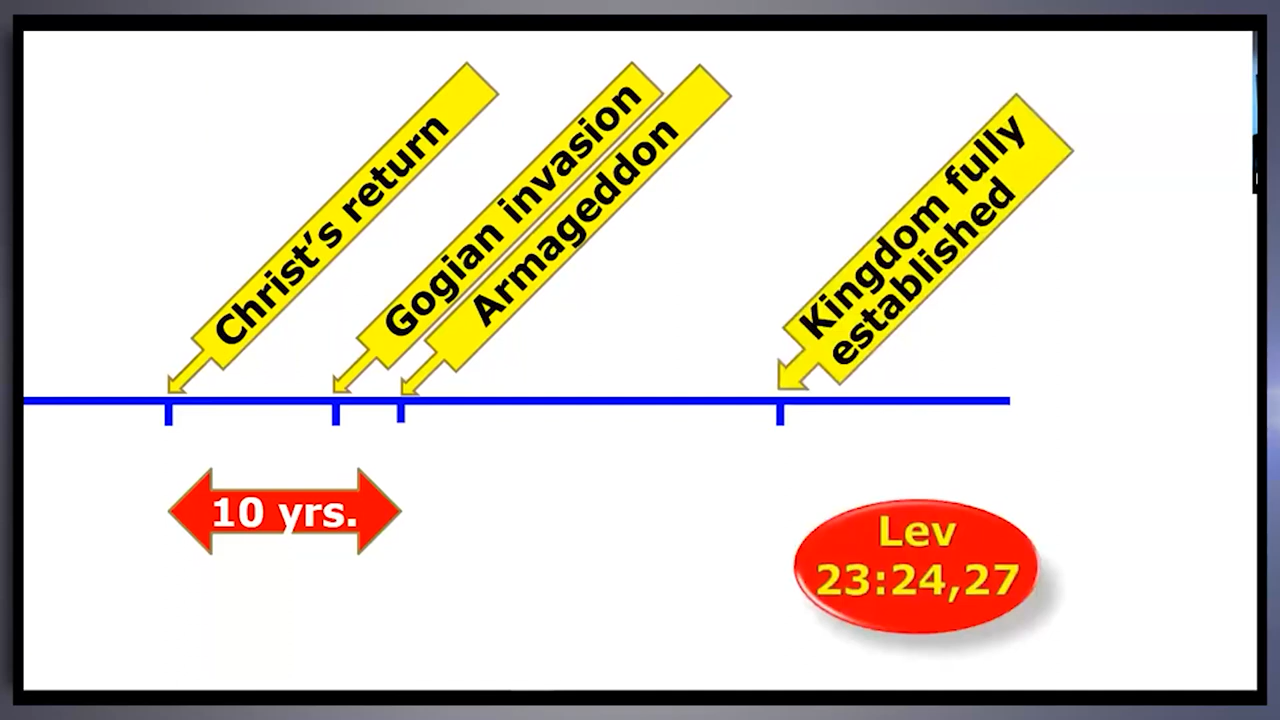 Christ’s return
Gogian invasion
Armageddon
Kingdom fully
established
10 yrs.
Lev
23:24,27